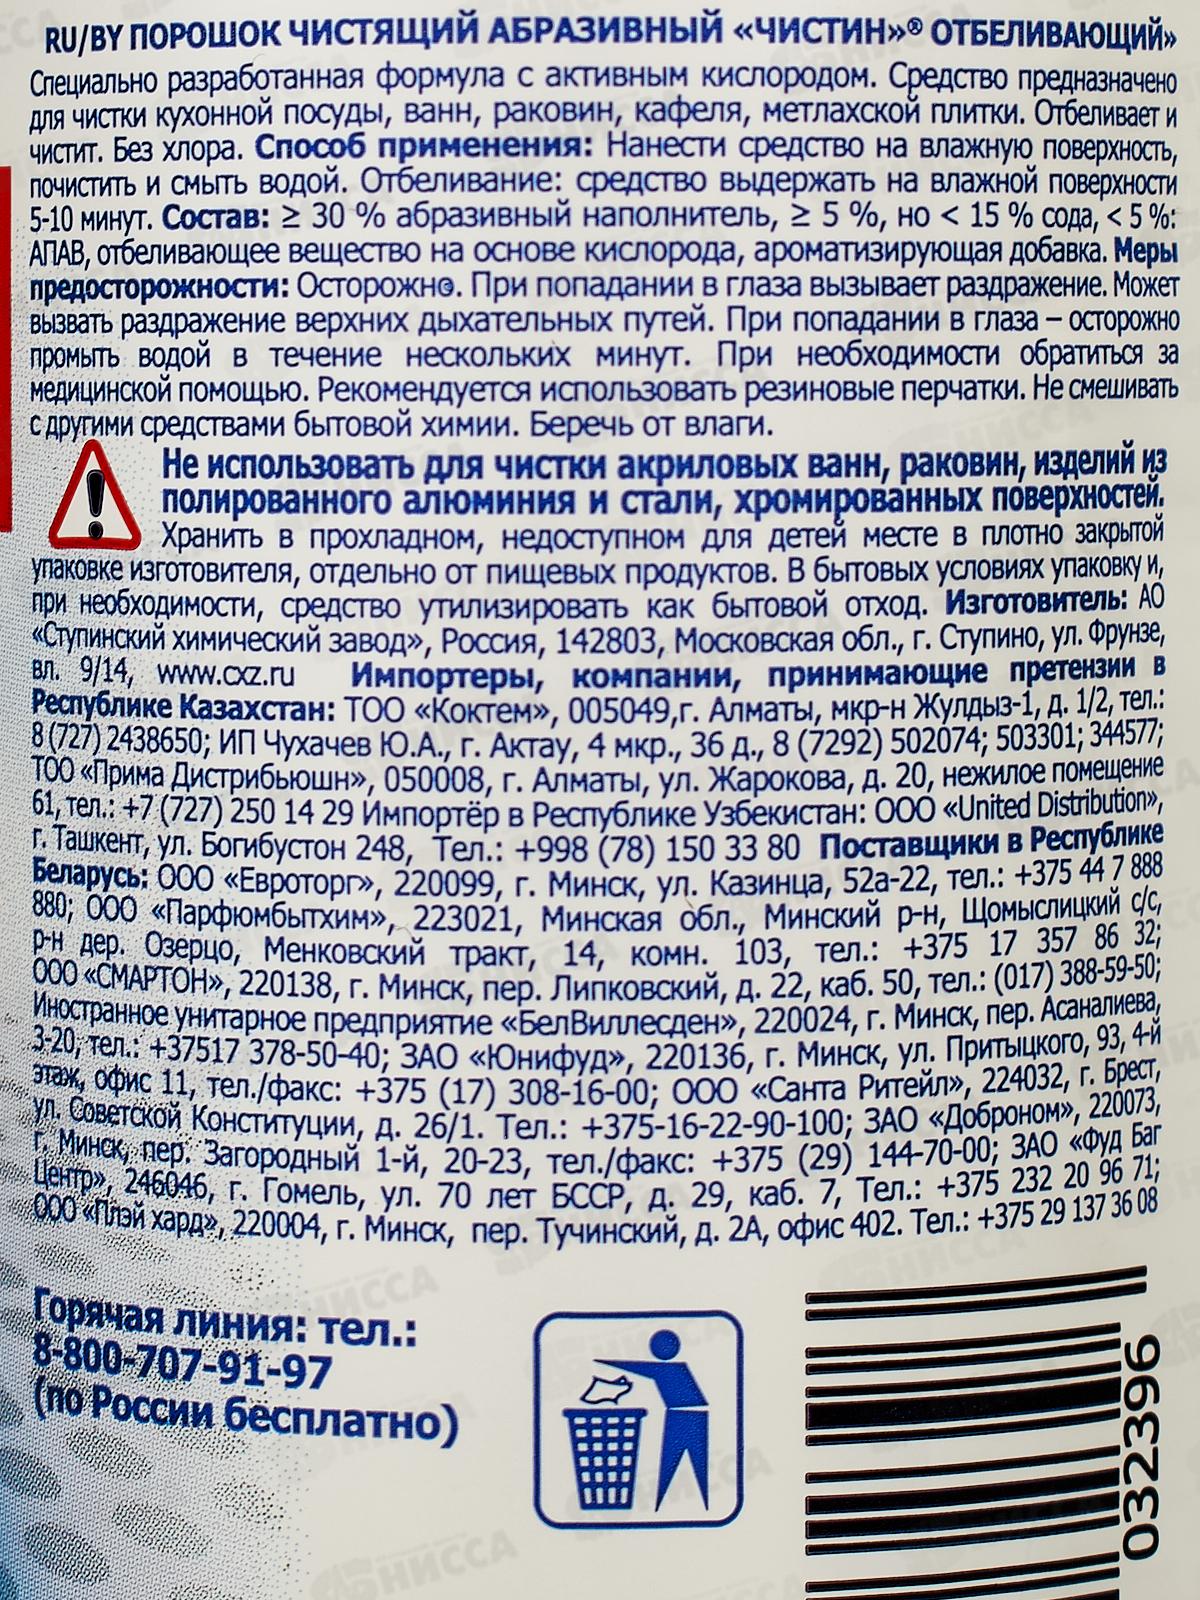 RU/BY ПОРОШОК ЧИСТЯЩИЙ АБРАЗИВНЫЙ «ЧИСТИН»® ОТБЕЛИВАЮЩИЙ»
Специально разработанная формула с активным кислородом. Средство предназначено
для чистки кухонной посуды, ванн, раковин, кафеля, метлахской плитки. Отбеливает и
чистит. Без хлора. Способ применения: Нанести средство на влажную поверхность,
почистить и смыть водой. Отбеливание: средство выдержать на влажной поверхности
5-10 минут. Состав: ≥ 30 % абразивный наполнитель, ≥ 5 %, но < 15 % сода, < 5 %:
АПАВ, отбеливающее вещество на основе кислорода, ароматизирующая добавка. Меры
предосторожности: Осторожно. При попадании в глаза вызывает раздражение. Может
вызвать раздражение верхних дыхательных путей. При попадании в глаза – осторожно
промыть водой в течение нескольких минут. При необходимости обратиться за
медицинской помощью. Рекомендуется использовать резиновые перчатки. Не смешивать
с другими средствами бытовой химии. Беречь от влаги.
Не использовать для чистки акриловых ванн, раковин, изделий из
полированного алюминия и стали, хромированных поверхностей.
Хранить в прохладном, недоступном для детей месте в плотно закрытой
упаковке изготовителя, отдельно от пищевых продуктов. В бытовых условиях упаковку и,
при необходимости, средство утилизировать как бытовой отход. Изготовитель: АО
«Ступинский химический завод», Россия, 142803, Московская обл., г. Ступино, ул. Фрунзе,
вл. 9/14, www.cxz.ru Импортеры, компании, принимающие претензии в
Республике Казахстан: ТОО «Коктем», 005049,г. Алматы, мкр-н Жулдыз-1, д. 1/2, тел.:
8 (727) 2438650; ИП Чухачев Ю.А., г. Актау, 4 мкр., 36 д., 8 (7292) 502074; 503301; 344577;
ТОО «Прима Дистрибьюшн», 050008, г. Алматы, ул. Жарокова, д. 20, нежилое помещение
61, тел.: +7 (727) 250 14 29 Импортёр в Республике Узбекистан: ООО «United Distribution»,
г. Ташкент, ул. Богибустон 248, Тел.: +998 (78) 150 33 80 Поставщики в Республике
Беларусь: ООО «Евроторг», 220099, г. Минск, ул. Казинца, 52а-22, тел.: +375 44 7 888
880; ООО «Парфюмбытхим», 223021, Минская обл., Минский р-н, Щомыслицкий с/с,
р-н дер. Озерцо, Менковский тракт, 14, комн. 103, тел.: +375 17 357 86 32;
ООО «СМАРТОН», 220138, г. Минск, пер. Липковский, д. 22, каб. 50, тел.: (017) 388-59-50;
Иностранное унитарное предприятие «БелВиллесден», 220024, г. Минск, пер. Асаналиева,
3-20, тел.: +37517 378-50-40; ЗАО «Юнифуд», 220136, г. Минск, ул. Притыцкого, 93, 4-й
этаж, офис 11, тел./факс: +375 (17) 308-16-00; ООО «Санта Ритейл», 224032, г. Брест,
ул. Советской Конституции, д. 26/1. Тел.: +375-16-22-90-100; ЗАО «Доброном», 220073,
г. Минск, пер. Загородный 1-й, 20-23, тел./факс: +375 (29) 144-70-00; ЗАО «Фуд Баг
Центр», 246046, г. Гомель, ул. 70 лет БССР, д. 29, каб. 7, Тел.: +375 232 20 96 71;
ООО «Плэй хард», 220004, г. Минск, пер. Тучинский, д. 2А, офис 402. Тел.: +375 29 137 36 08
Горячая линия: тел.:
8-800-707-91-97
(по России бесплатно)
032396